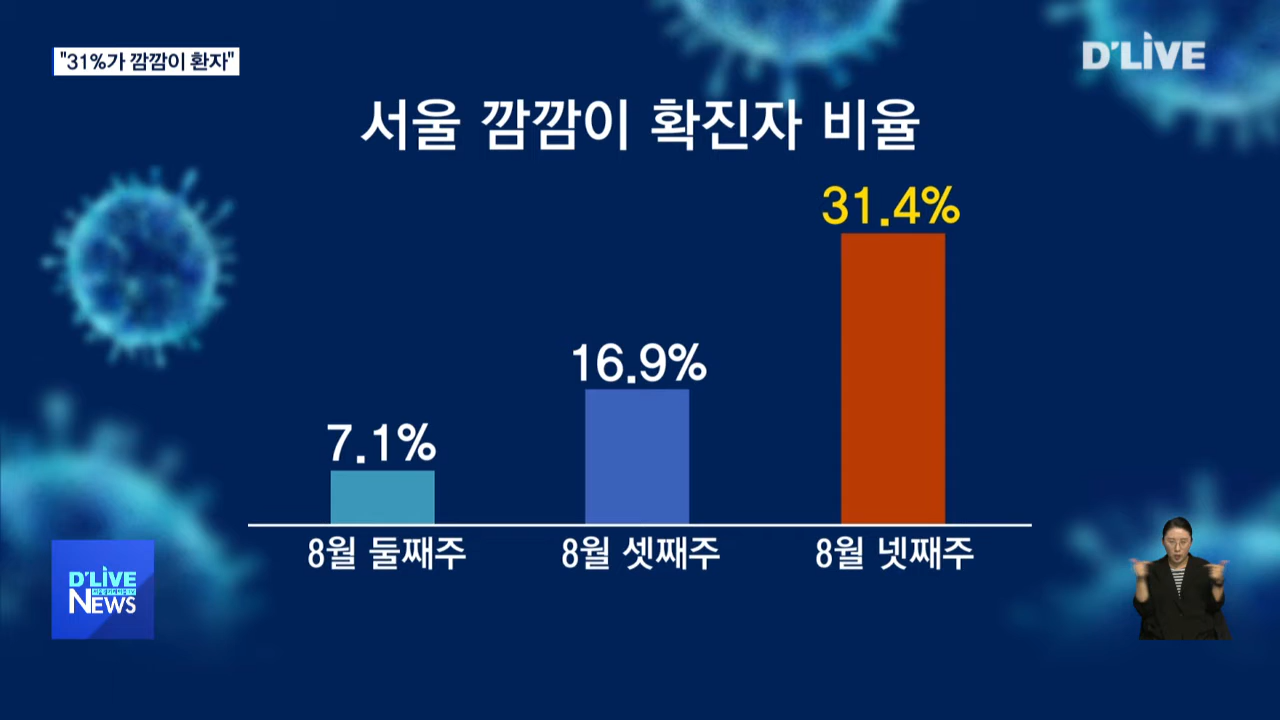 "31%가 깜깜이 환자"
D'LIVE
서울 깜깜이 확진자 비율
31.4%
16.9%
7.1%
8월 둘째주
8월 셋째주
8월 넷째주
D'LIVE
NEWS